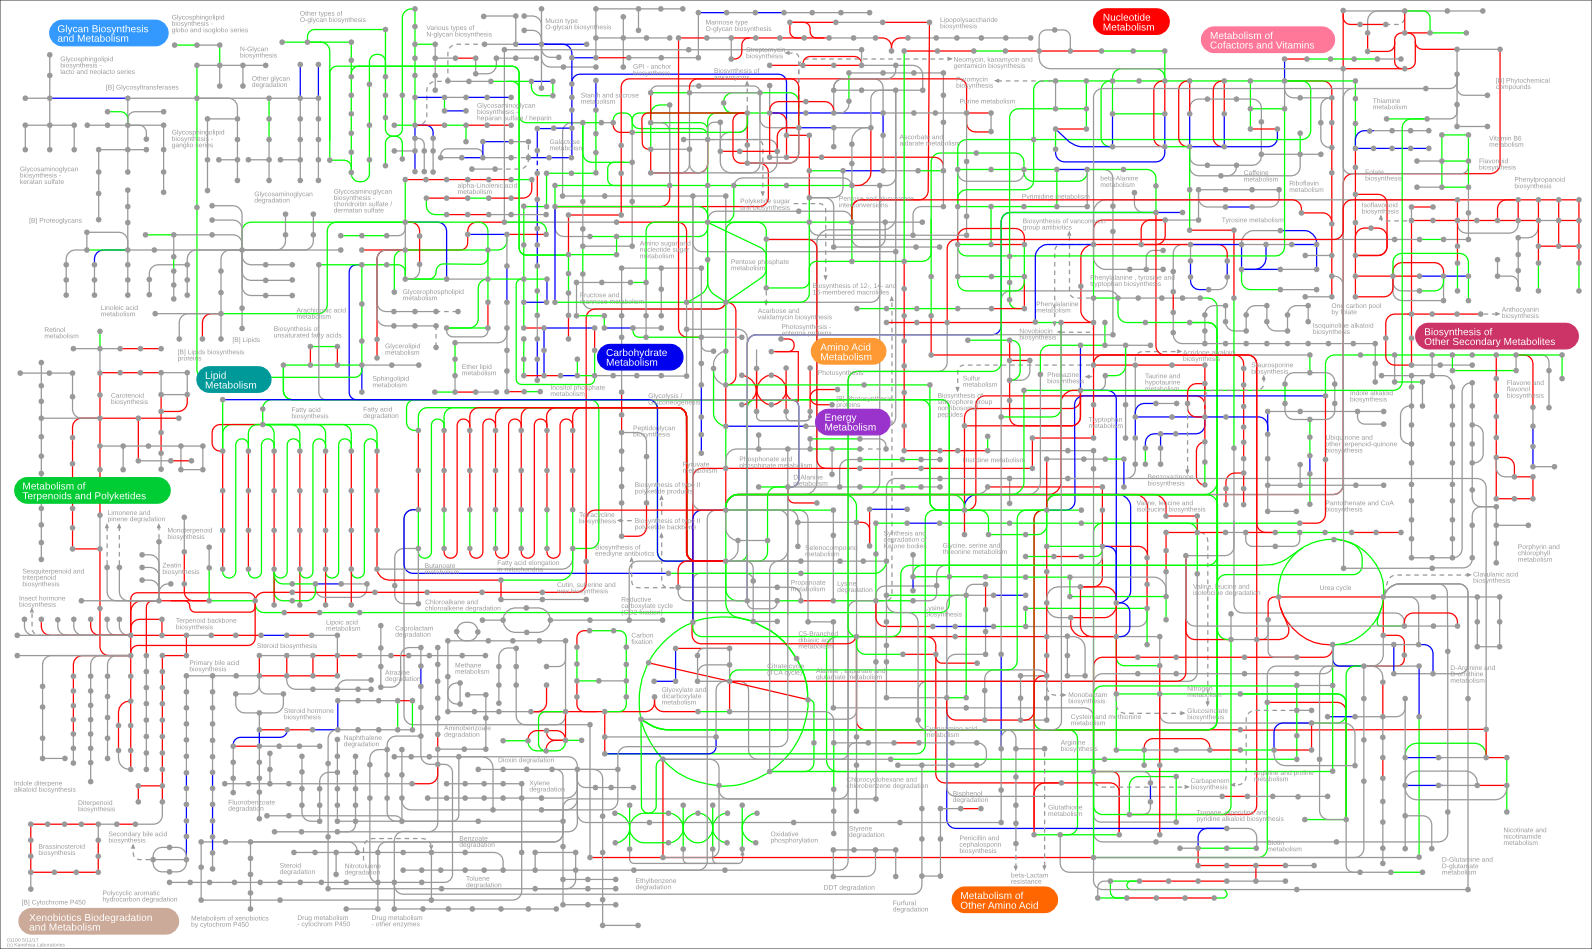 Glycan Biosynthesis
and Metabolism
Glycosphingolipid
biosynthesis -
globo and isoglobo series
Other types of
O-glycan biosynthesis
Various types of
N-glycan biosynthesis
Mucin type
O-glycan biosynthesis
Mannose type
O-glycan biosynthesis
Lipopolysaccharide
biosynthesis
Nucleotide
Metabolism
Metabolism of
Cofactors and Vitamins
Glycosphingolipid
biosynthesis -
lacto and neolacto series
N-Glycan
biosynthesis
Other glycan
degradation
[B] Glycosyltransferases
GPI - anchor
Streptomycin
biosynthesis
Neomycin, kanamycin and
gentamicin biosynthesis
Biosynthesis of
Puromycin
biosynthesis
[B] Phytochemical
compounds
Starch and sucrose
metabolism
Purine metabolism
Thiamine
metabolism
Glycosaminoglycan
biosynthesis -
heparan sulfate / heparin
Glycosphingolipid
biosynthesis -
ganglio series
Galactose
metabolism
Ascorbate and
aldarate metabolism
Vitamin B6
metabolism
Flavonoid
biosynthesis
Glycosaminoglycan
biosynthesis -
keratan sulfate
Glycosaminoglycan
degradation
Glycosaminoglycan
biosynthesis -
chondroitin sulfate /
dermatan sulfate
alpha-Linolenic acid
metabolism
beta-Alanine
metabolism
Caffeine
metabolism
Riboflavin
metabolism
Folate
biosynthesis
Phenylpropanoid
biosynthesis
Pyrimidine metabolism
Polyketide sugar
unit biosynthesis
Pentose and glucuronate
interconversions
Isoflavonoid
biosynthesis
[B] Proteoglycans
Biosynthesis of vancomycin
group antibiotics
Tyrosine metabolism
Amino sugar and
nucleotide sugar
metabolism
Pentose phosphate
metabolism
Phenylalanine, tyrosine and
tryptophan biosynthesis
Biosynthesis of 12-, 14- and
16-membered macrolides
Glycerophospholipid
metabolism
Fructose and
mannose metabolism
Linoleic acid
metabolism
Arachidonic acid
metabolism
Acarbose and
validamycin biosynthesis
Phenylalanine
metabolism
One carbon pool
by folate
Anthocyanin
biosynthesis
Retinol
metabolism
Biosynthesis of
unsaturated fatty acids
[B] Lipids
Photosynthesis -
antenna proteins
Novobiocin
biosynthesis
Isoquinoline alkaloid
biosynthesis
Biosynthesis of
Other Secondary Metabolites
[B] Lipids biosynthesis
proteins
Glycerolipid
metabolism
Carbohydrate
Metabolism
Amino Acid
Metabolism
Acridone alkaloid
biosynthesis
Lipid
Metabolism
Sphingolipid
metabolism
Ether lipid
metabolism
Photosynthesis
Sulfur
metabolism
Phenazine
biosynthesis
Taurine and
hypotaurine
metabolism
Staurosporine
biosynthesis
Flavone and
flavonol
biosynthesis
Carotenoid
biosynthesis
Inositol phosphate
metabolism
Glycolysis /
Gluconeogenesis
[B] Photosynthesis
proteins
Biosynthesis of
siderophore group
nonribosomal
peptides
Indole alkaloid
biosynthesis
Fatty acid
biosynthesis
Fatty acid
degradation
Energy
Metabolism
Peptidoglycan
biosynthesis
Tryptophan
metabolism
Ubiquinone and
other terpenoid-quinone
biosynthesis
Pyruvate
metabolism
Phosphonate and
phosphinate metabolism
Histidine metabolism
D-Alanine
metabolism
Benzoxazinone
biosynthesis
Metabolism of
Terpenoids and Polyketides
Biosynthesis of type II
polyketide products
Valine, leucine and
isoleucine biosynthesis
Pantothenate and CoA
biosynthesis
Limonene and
pinene degradation
Tetracycline
biosynthesis
Biosynthesis of type II
polyketide backbone
Monoterpenoid
biosynthesis
Synthesis and
degradation of
ketone bodies
Selenocompound
metabolism
Glycine, serine and
threonine metabolism
Biosynthesis of
enediyne antibiotics
Porphyrin and
chlorophyll
metabolism
Zeatin
biosynthesis
Sesquiterpenoid and
triterpenoid
biosynthesis
Butanoate
metabolism
Fatty acid elongation
in mitochondria
Clavulanic acid
biosynthesis
Propanoate
metabolism
Lysine
degradation
Valine, leucine and
isoleucine degradation
Urea cycle
Insect hormone
biosynthesis
Cutin, suberine and
wax biosynthesis
Chloroalkane and
chloroalkene degradation
Reductive
carboxylate cycle
Lysine
biosynthesis
Terpenoid backbone
biosynthesis
Lipoic acid
metabolism
Caprolactam
degradation
Carbon
fixation
C5-Branched
dibasic acid
metabolism
Steroid biosynthesis
Primary bile acid
biosynthesis
Atrazine
degradation
Methane
metabolism
Citrate cycle
(TCA cycle)
Alanine, aspartate and
glutamate metabolism
D-Arginine and
D-ornithine
metabolism
Glyoxylate and
dicarboxylate
metabolism
Monobactam
biosynthesis
Nitrogen
metabolism
Steroid hormone
biosynthesis
Cysteine and methionine
metabolism
Glucosinolate
biosynthesis
Aminobenzoate
degradation
Cyanoamino acid
metabolism
Naphthalene
degradation
Arginine
biosynthesis
Dioxin degradation
Arginine and proline
metabolism
Indole diterpene
alkaloid biosynthesis
Xylene
degradation
Chlorocyclohexane and
chlorobenzene degradation
Carbapenem
biosynthesis
Diterpenoid
biosynthesis
Fluorobenzoate
degradation
Bisphenol
degradation
Glutathione
metabolism
Tropane, piperidine and
pyridine alkaloid biosynthesis
Secondary bile acid
biosynthesis
Benzoate
degradation
Oxidative
phosphorylation
Styrene
degradation
Penicillin and
cephalosporin
biosynthesis
Biotin
metabolism
Nicotinate and
nicotinamide
metabolism
Brassinosteroid
biosynthesis
Steroid
degradation
Nitrotoluene
degradation
Toluene
degradation
Ethylbenzene
degradation
DDT degradation
beta-Lactam
resistance
D-Glutamine and
D-glutamate
metabolism
[B] Cytochrome P450
Polycyclic aromatic
hydrocarbon degradation
Furfural
degradation
Metabolism of
Other Amino Acid
Xenobiotics Biodegradation
and Metabolism
Metabolism of xenobiotics
by cytochrom P450
Drug metabolism
- cytochrom P450
Drug metabolism
- other enzymes
01100 5/11/17
(c) Kanehisa Laboratories